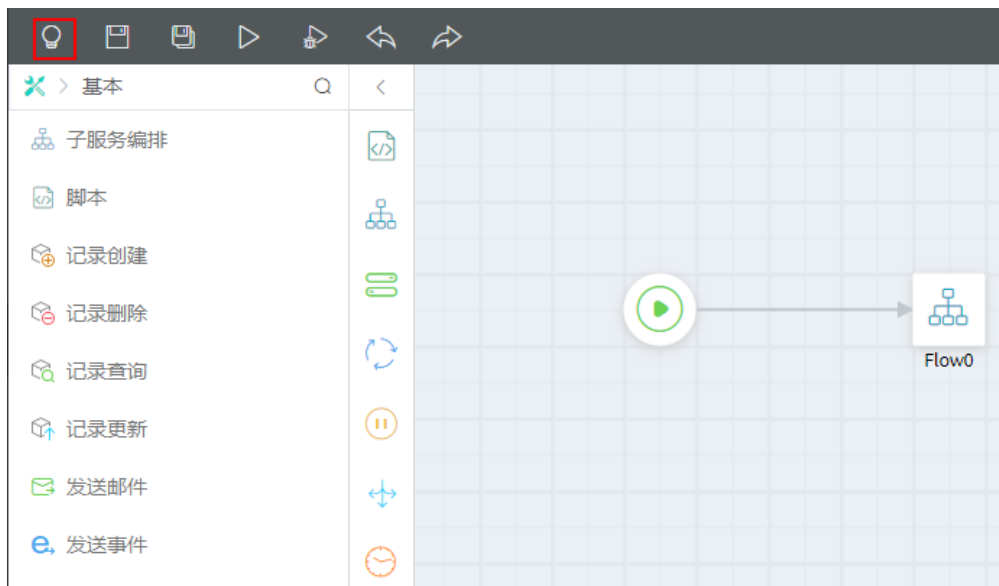 基本
子服务编排
脚本
记录创建
记录删除
记录查询
记录更新
发送邮件
发送事件
Flow0